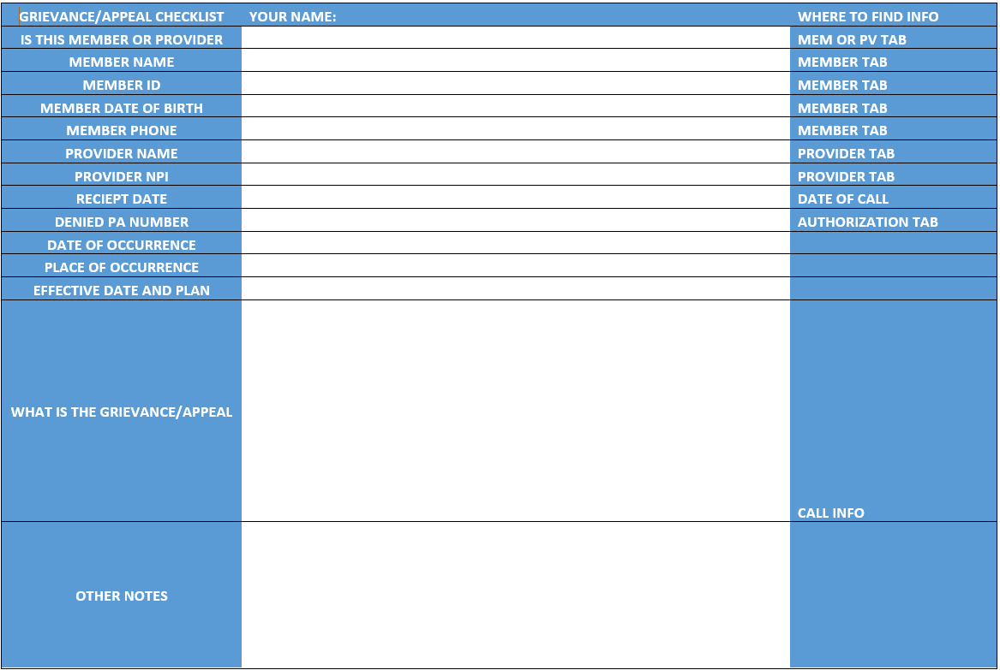 GRIEVANCE/APPEAL CHECKLIST YOUR NAME: WHERE TO FIND INFO
IS THIS MEMBER OR PROVIDER MEM OR PV TAB
MEMBER NAME MEMBER TAB
MEMBER ID MEMBER TAB
MEMBER DATE OF BIRTH MEMBER TAB
MEMBER PHONE MEMBER TAB
PROVIDER NAME PROVIDER TAB
PROVIDER NPI PROVIDER TAB
RECIEPT DATE DATE OF CALL
DENIED PA NUMBER AUTHORIZATION TAB
DATE OF OCCURRENCE
PLACE OF OCCURRENCE
EFFECTIVE DATE AND PLAN
WHAT IS THE GRIEVANCE/APPEAL
CALL INFO
OTHER NOTES